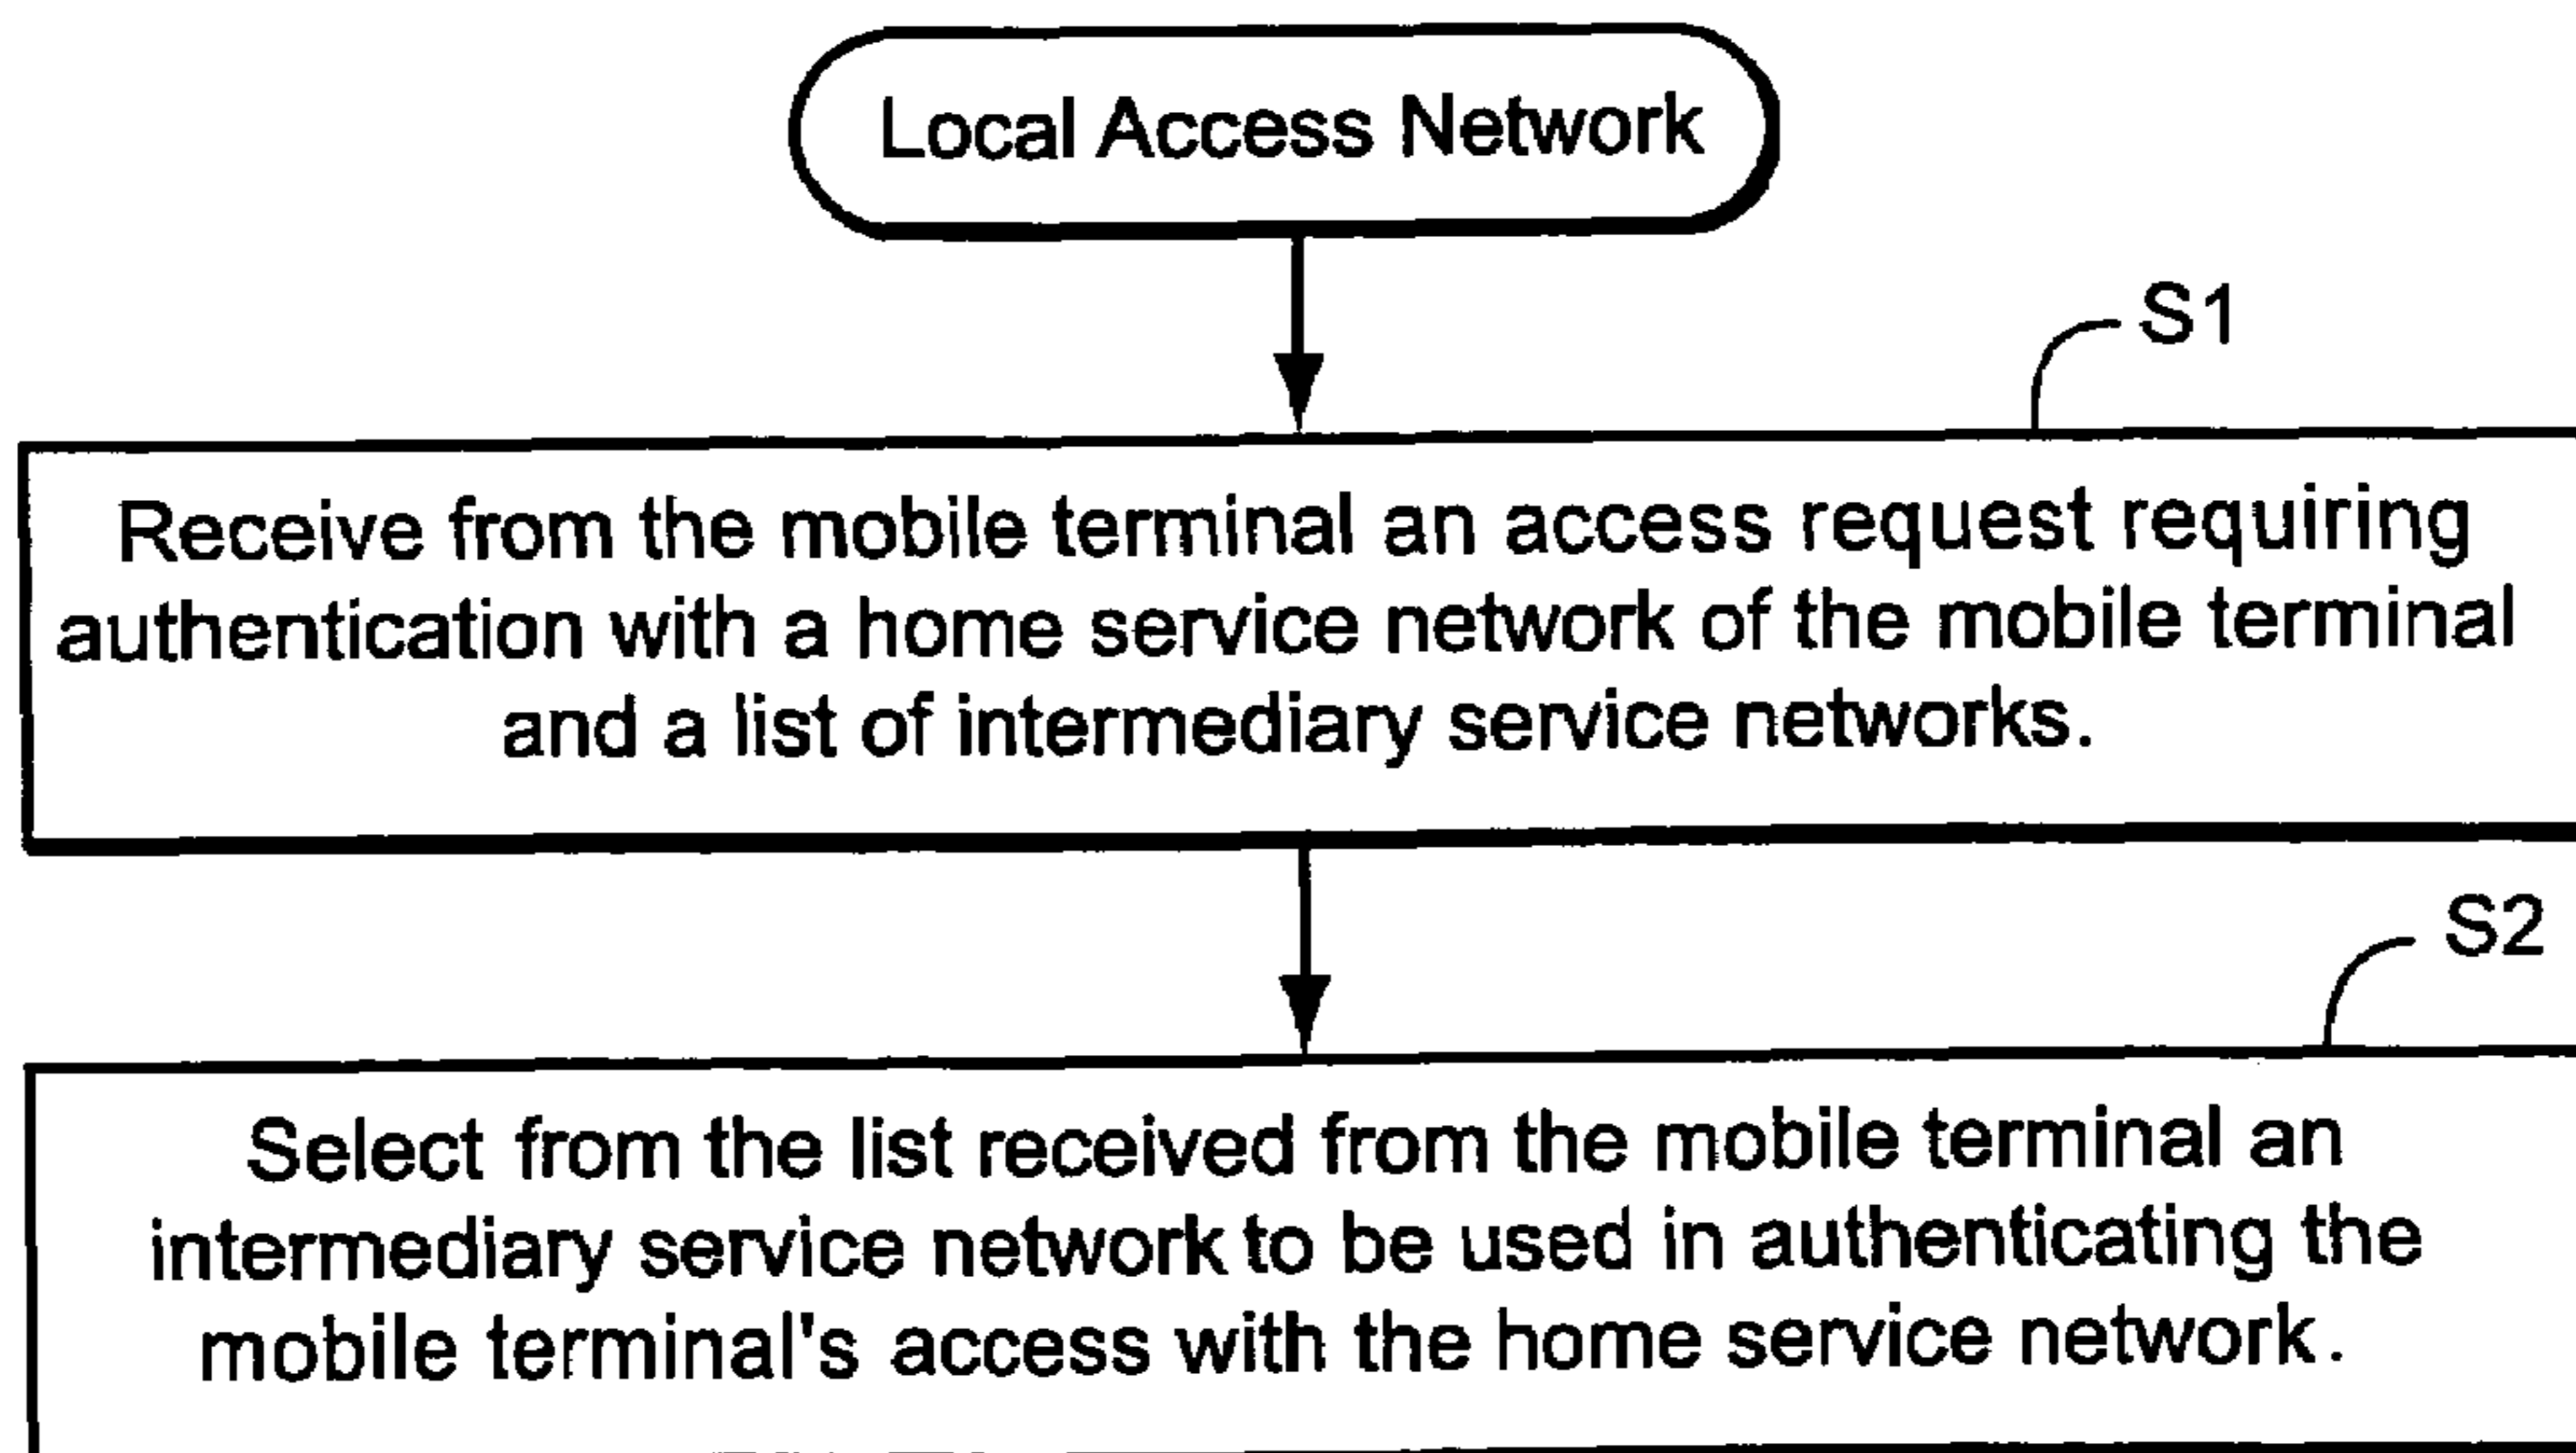 Local Access Network
S1
Receive from the mobile terminal an access request requiring
authentication with a home service network of the mobile terminal
and a list of intermediary service networks.
S2
Select from the list received from the mobile terminal an
intermediary service network to be used in authenticating the
mobile terminal's access with the home service network.